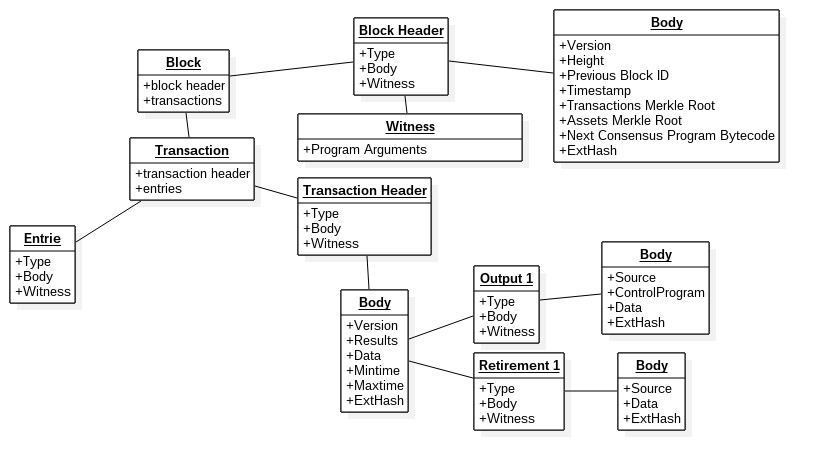 Block
+block header
+transactions
Block Header
+Type
+Body
+Witness
Body
+Version
+Height
+Previous Block ID
+Timestamp
+Transactions Merkle Root
+Assets Merkle Root
+Next Consensus Program Bytecode
+ExtHash
Witness
+Program Arguments
Transaction
+transaction header
+entries
Transaction Header
+Type
+Body
+Witness
Entrie
+Type
+Body
+Witness
Body
+Version
+Results
+Data
+Mintime
+Maxtime
+ExtHash
Output 1
+Type
+Body
+Witness
Body
+Source
+ControlProgram
+Data
+ExtHash
Retirement 1
+Type
+Body
+Witness
Body
+Source
+Data
+ExtHash